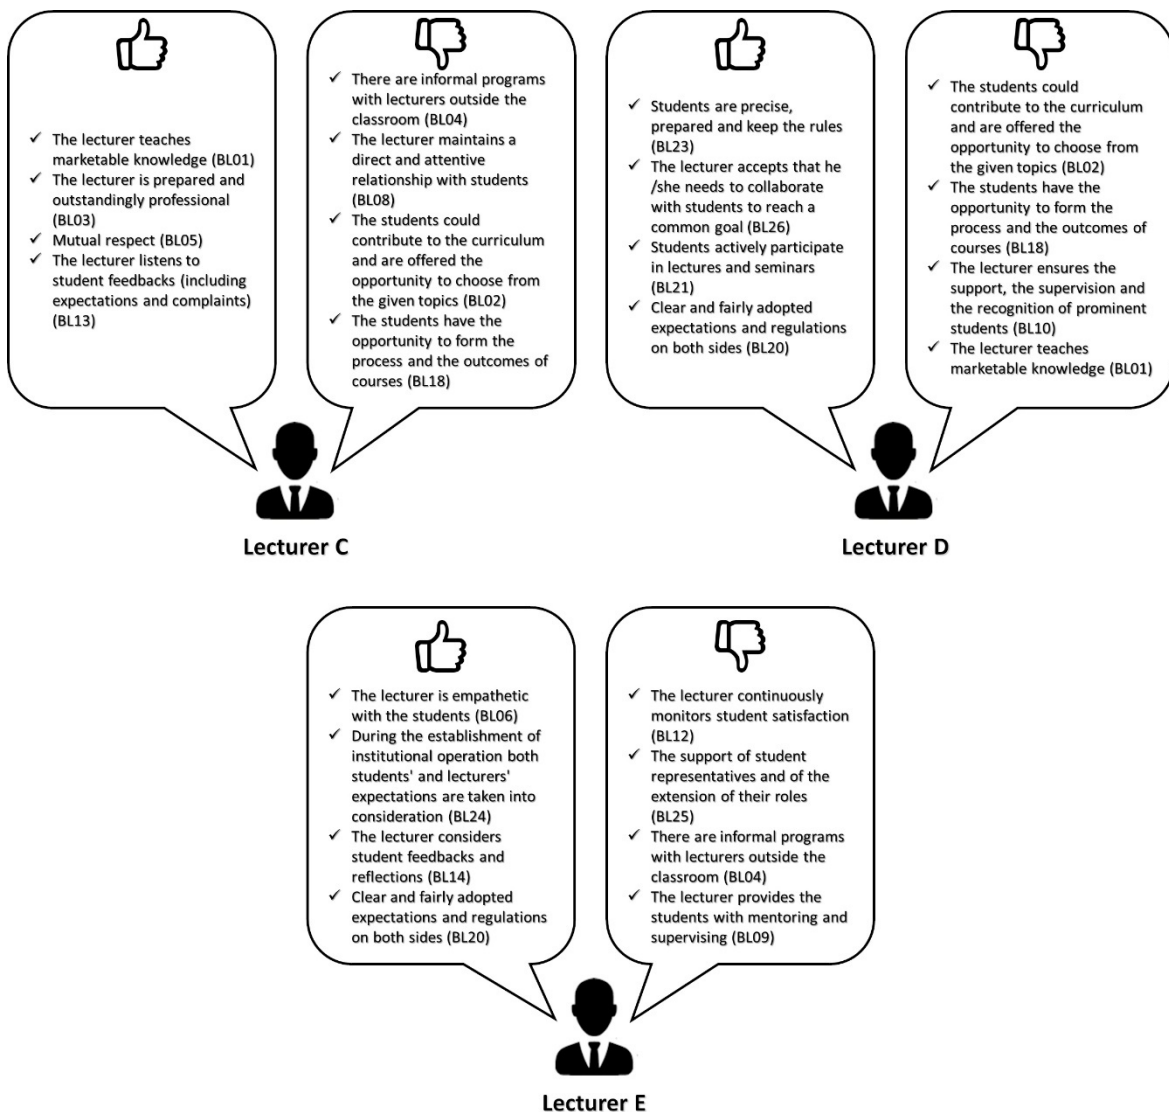 ✓ The lecturer teaches
marketable knowledge (BL01)
✓ The lecturer is prepared and
outstandingly professional
(BL03)
✓ Mutual respect (BL05)
✓ The lecturer listens to
student feedbacks (including
expectations and complaints)
(BL13)
✓ There are informal programs
with lecturers outside the
classroom (BL04)
✓ The lecturer maintains a
direct and attentive
relationship with students
(BL08)
✓ The students could
contribute to the curriculum
and are offered the
opportunity to choose from
the given topics (BL02)
✓ The students have the
opportunity to form the
process and the outcomes of
courses (BL18)
Lecturer C
✓ Students are precise,
prepared and keep the rules
(BL23)
✓ The lecturer accepts that he
/she needs to collaborate
with students to reach a
common goal (BL26)
✓ Students actively participate
in lectures and seminars
(BL21)
✓ Clear and fairly adopted
expectations and regulations
on both sides (BL20)
✓ The students could
contribute to the curriculum
and are offered the
opportunity to choose from
the given topics (BL02)
✓ The students have the
opportunity to form the
process and the outcomes of
courses (BL18)
✓ The lecturer ensures the
support, the supervision and
the recognition of prominent
students (BL10)
✓ The lecturer teaches
marketable knowledge (BL01)
Lecturer D
✓ The lecturer is empathetic
with the students (BL06)
✓ During the establishment of
institutional operation both
students' and lecturers'
expectations are taken into
consideration (BL24)
✓ The lecturer considers
student feedbacks and
reflections (BL14)
✓ Clear and fairly adopted
expectations and regulations
on both sides (BL20)
✓ The lecturer continuously
monitors student satisfaction
(BL12)
✓ The support of student
representatives and of the
extension of their roles
(BL25)
✓ There are informal programs
with lecturers outside the
classroom (BL04)
✓ The lecturer provides the
students with mentoring and
supervising (BL09)
Lecturer E